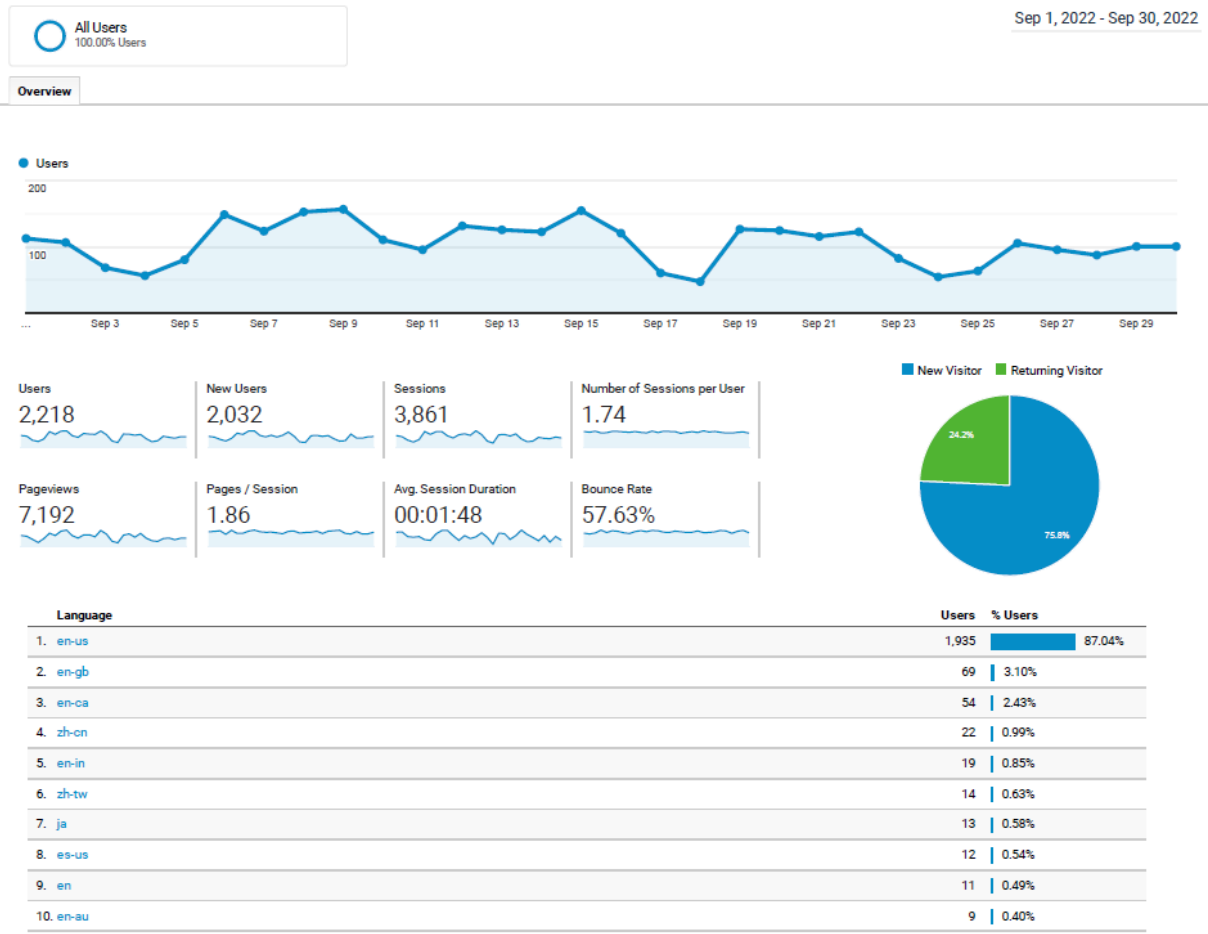 All Users
100.00% Users
Sep 1, 2022 - Sep 30, 2022
Overview
Users
200
100
... Sep 3 Sep 5 Sep 7 Sep 9 Sep 11 Sep 13 Sep 15 Sep 17 Sep 19 Sep 21 Sep 23 Sep 25 Sep 27 Sep 29
Users New Users Sessions Number of Sessions per User
2,218 2,032 3,861 1.74
Pageviews Pages / Session Avg. Session Duration Bounce Rate
7,192 1.86 00:01:48 57.63%
New Visitor Returning Visitor
24.2%
75.8%
Language Users % Users
1. en-us 1,935 87.04%
2. en-gb 69 3.10%
3. en-ca 54 2.43%
4. zh-cn 22 0.99%
5. en-in 19 0.85%
6. zh-tw 14 0.63%
7. ja 13 0.58%
8. es-us 12 0.54%
9. en 11 0.49%
10. en-au 9 0.40%